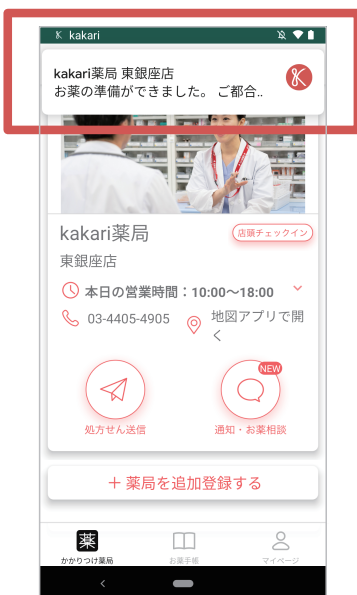 kakari
kakari薬局 東銀座店
お薬の準備ができました。 ご都合..
kakari薬局
店頭チェックイン
東銀座店
本日の営業時間：10:00〜18:00
03-4405-4905
地図アプリで開
く
NEW
処方せん送信
通知・お薬相談
＋ 薬局を追加登録する
薬
かかりつけ薬局
お薬手帳
マイページ